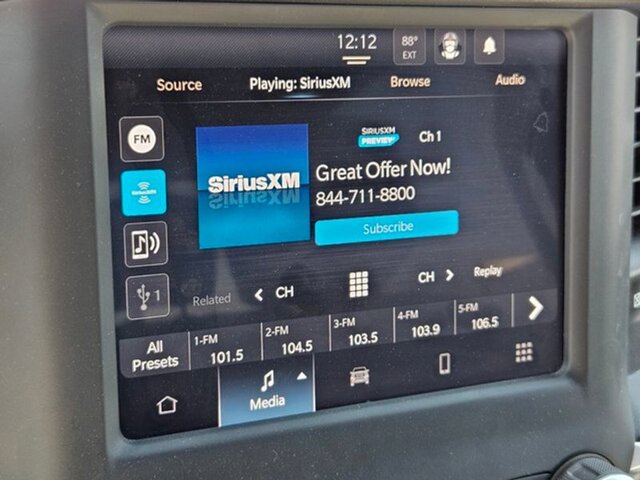 12:12
88°
EXT
Source
Playing: SiriusXM
Browse
Audio
FM
SIRIUSXM
PREVIEW
Ch 1
SiriusXM
SiriusXM
Great Offer Now!
844-711-8800
Subscribe
1
Related
< CH
CH >
Replay
All
Presets
1-FM
101.5
2-FM
104.5
3-FM
103.5
4-FM
103.9
5-FM
106.5
Media